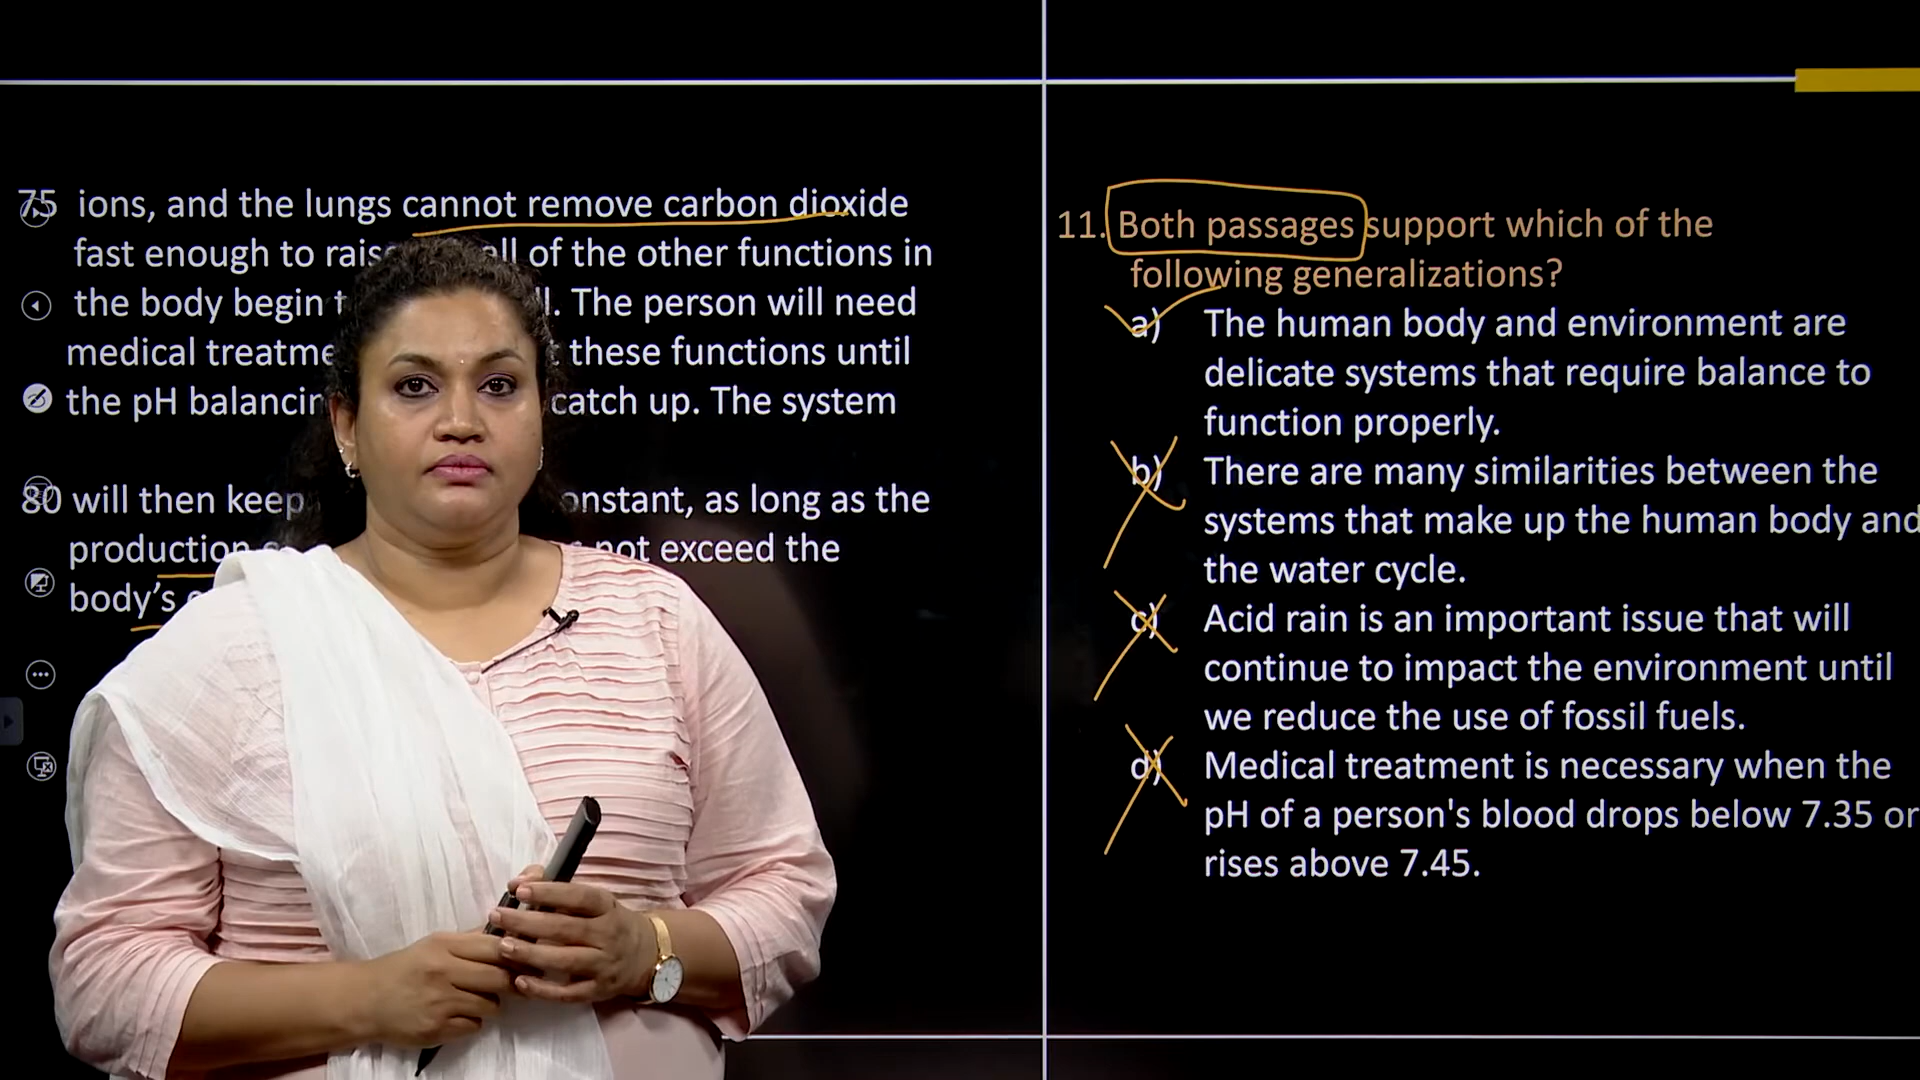 75 ions, and the lungs cannot remove carbon dioxide
fast enough to all of the other functions in
the body begin The person will need
medical these functions until
the pH catch up. The system
80 will then keep as long as the
production not exceed the
body's
11. Both passages support which of the
following generalizations?
a) The human body and environment are
delicate systems that require balance to
function properly.
b) There are many similarities between the
systems that make up the human body and
the water cycle.
c) Acid rain is an important issue that will
continue to impact the environment until
we reduce the use of fossil fuels.
d) Medical treatment is necessary when the
pH of a person's blood drops below 7.35 or
rises above 7.45.